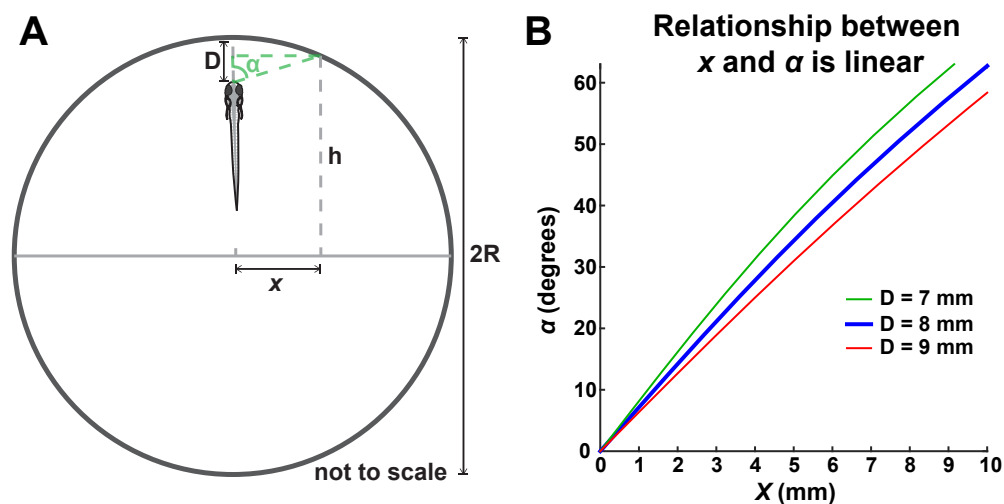 A
D
α
h
2R
x
not to scale
B
Relationship between
x and α is linear
α (degrees)
60
50
40
30
20
10
0
D = 7 mm
D = 8 mm
D = 9 mm
0 1 2 3 4 5 6 7 8 9 10
X (mm)